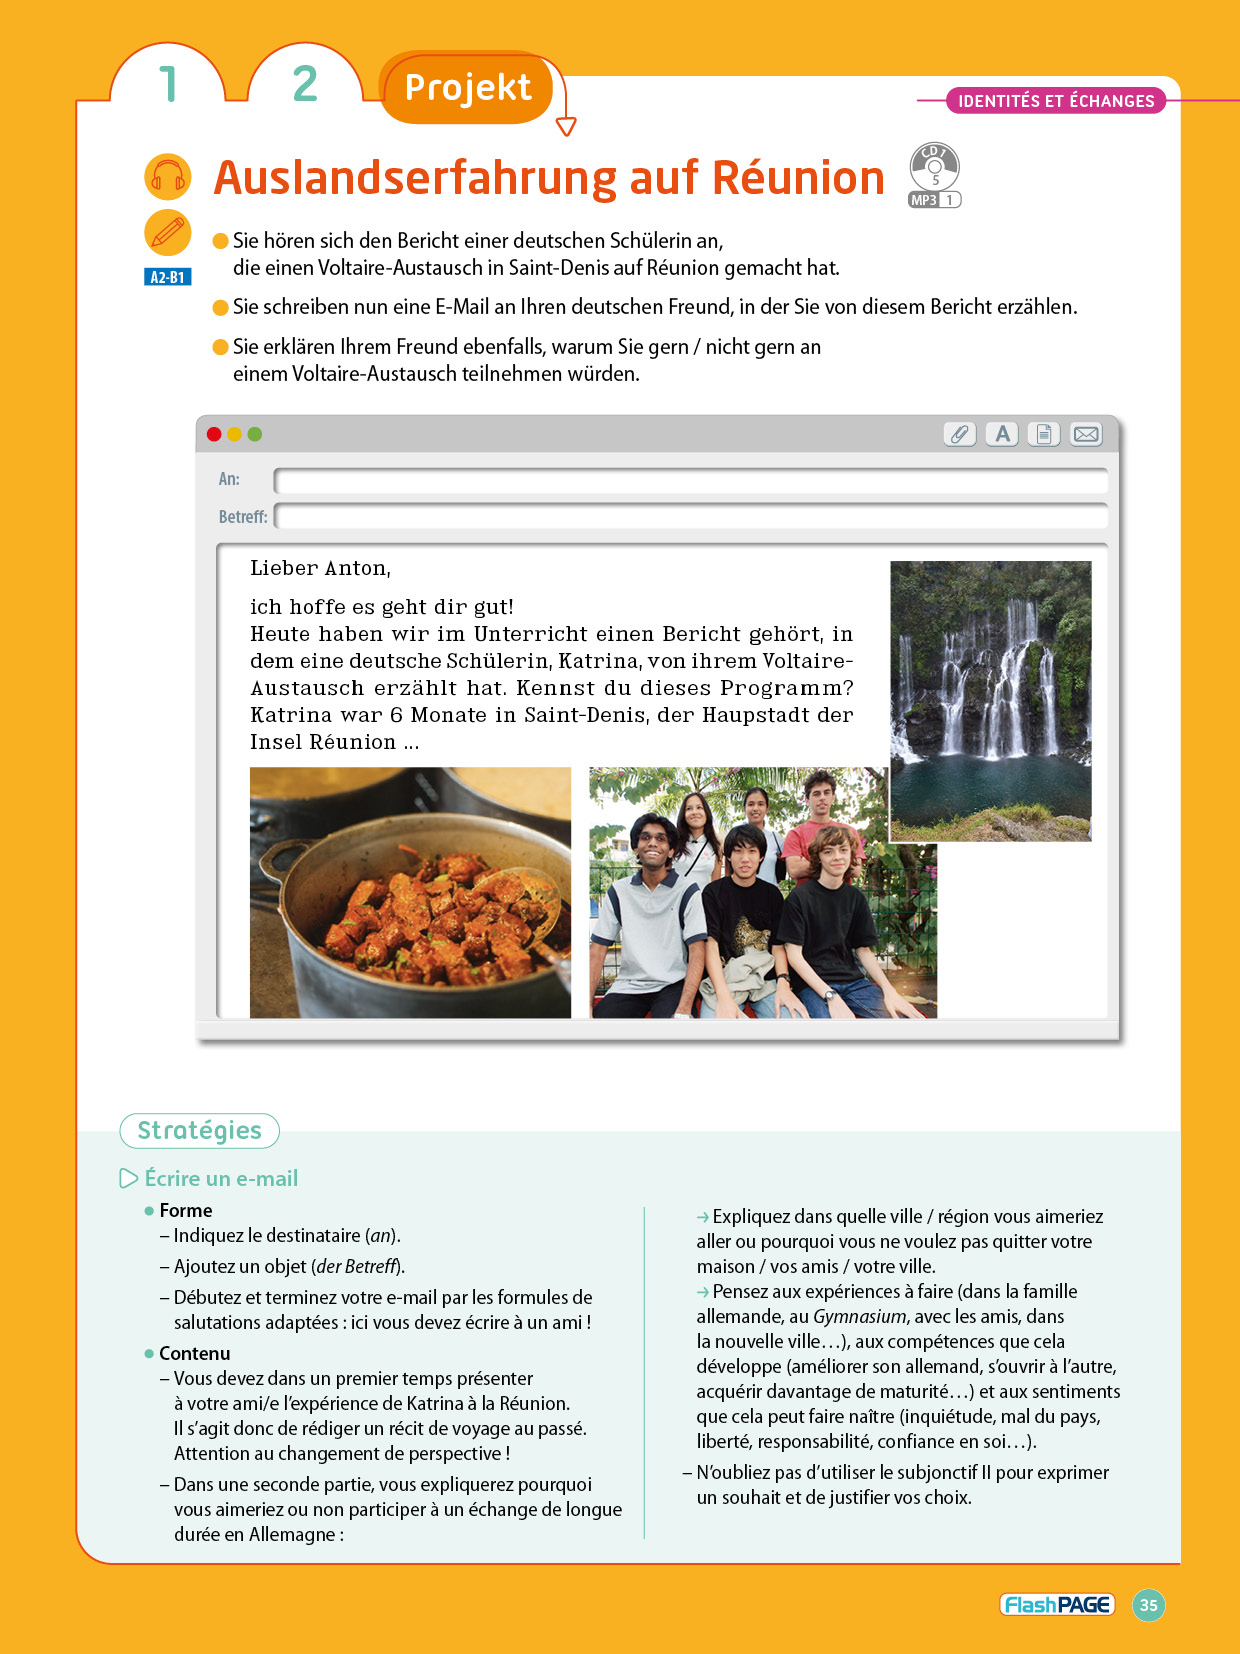 1
2
Projekt
IDENTITÉS ET ÉCHANGES
Auslandserfahrung auf Réunion
CD 1
5
MP3 1
A2-B1
Sie hören sich den Bericht einer deutschen Schülerin an,
die einen Voltaire-Austausch in Saint-Denis auf Réunion gemacht hat.
Sie schreiben nun eine E-Mail an Ihren deutschen Freund, in der Sie von diesem Bericht erzählen.
Sie erklären Ihrem Freund ebenfalls, warum Sie gern / nicht gern an
einem Voltaire-Austausch teilnehmen würden.
A
An:
Betreff:
Lieber Anton,
ich hoffe es geht dir gut!
Heute haben wir im Unterricht einen Bericht gehört, in
dem eine deutsche Schülerin, Katrina, von ihrem Voltaire-
Austausch erzählt hat. Kennst du dieses Programm?
Katrina war 6 Monate in Saint-Denis, der Haupstadt der
Insel Réunion ...
Stratégies
Écrire un e-mail
• Forme
– Indiquez le destinataire (an).
– Ajoutez un objet (der Betreff).
– Débutez et terminez votre e-mail par les formules de
salutations adaptées : ici vous devez écrire à un ami !
• Contenu
– Vous devez dans un premier temps présenter
à votre ami/e l’expérience de Katrina à la Réunion.
Il s’agit donc de rédiger un récit de voyage au passé.
Attention au changement de perspective !
– Dans une seconde partie, vous expliquerez pourquoi
vous aimeriez ou non participer à un échange de longue
durée en Allemagne :
→ Expliquez dans quelle ville / région vous aimeriez
aller ou pourquoi vous ne voulez pas quitter votre
maison / vos amis / votre ville.
→ Pensez aux expériences à faire (dans la famille
allemande, au Gymnasium, avec les amis, dans
la nouvelle ville…), aux compétences que cela
développe (améliorer son allemand, s’ouvrir à l’autre,
acquérir davantage de maturité…) et aux sentiments
que cela peut faire naître (inquiétude, mal du pays,
liberté, responsabilité, confiance en soi…).
– N’oubliez pas d’utiliser le subjonctif II pour exprimer
un souhait et de justifier vos choix.
FlashPAGE
35